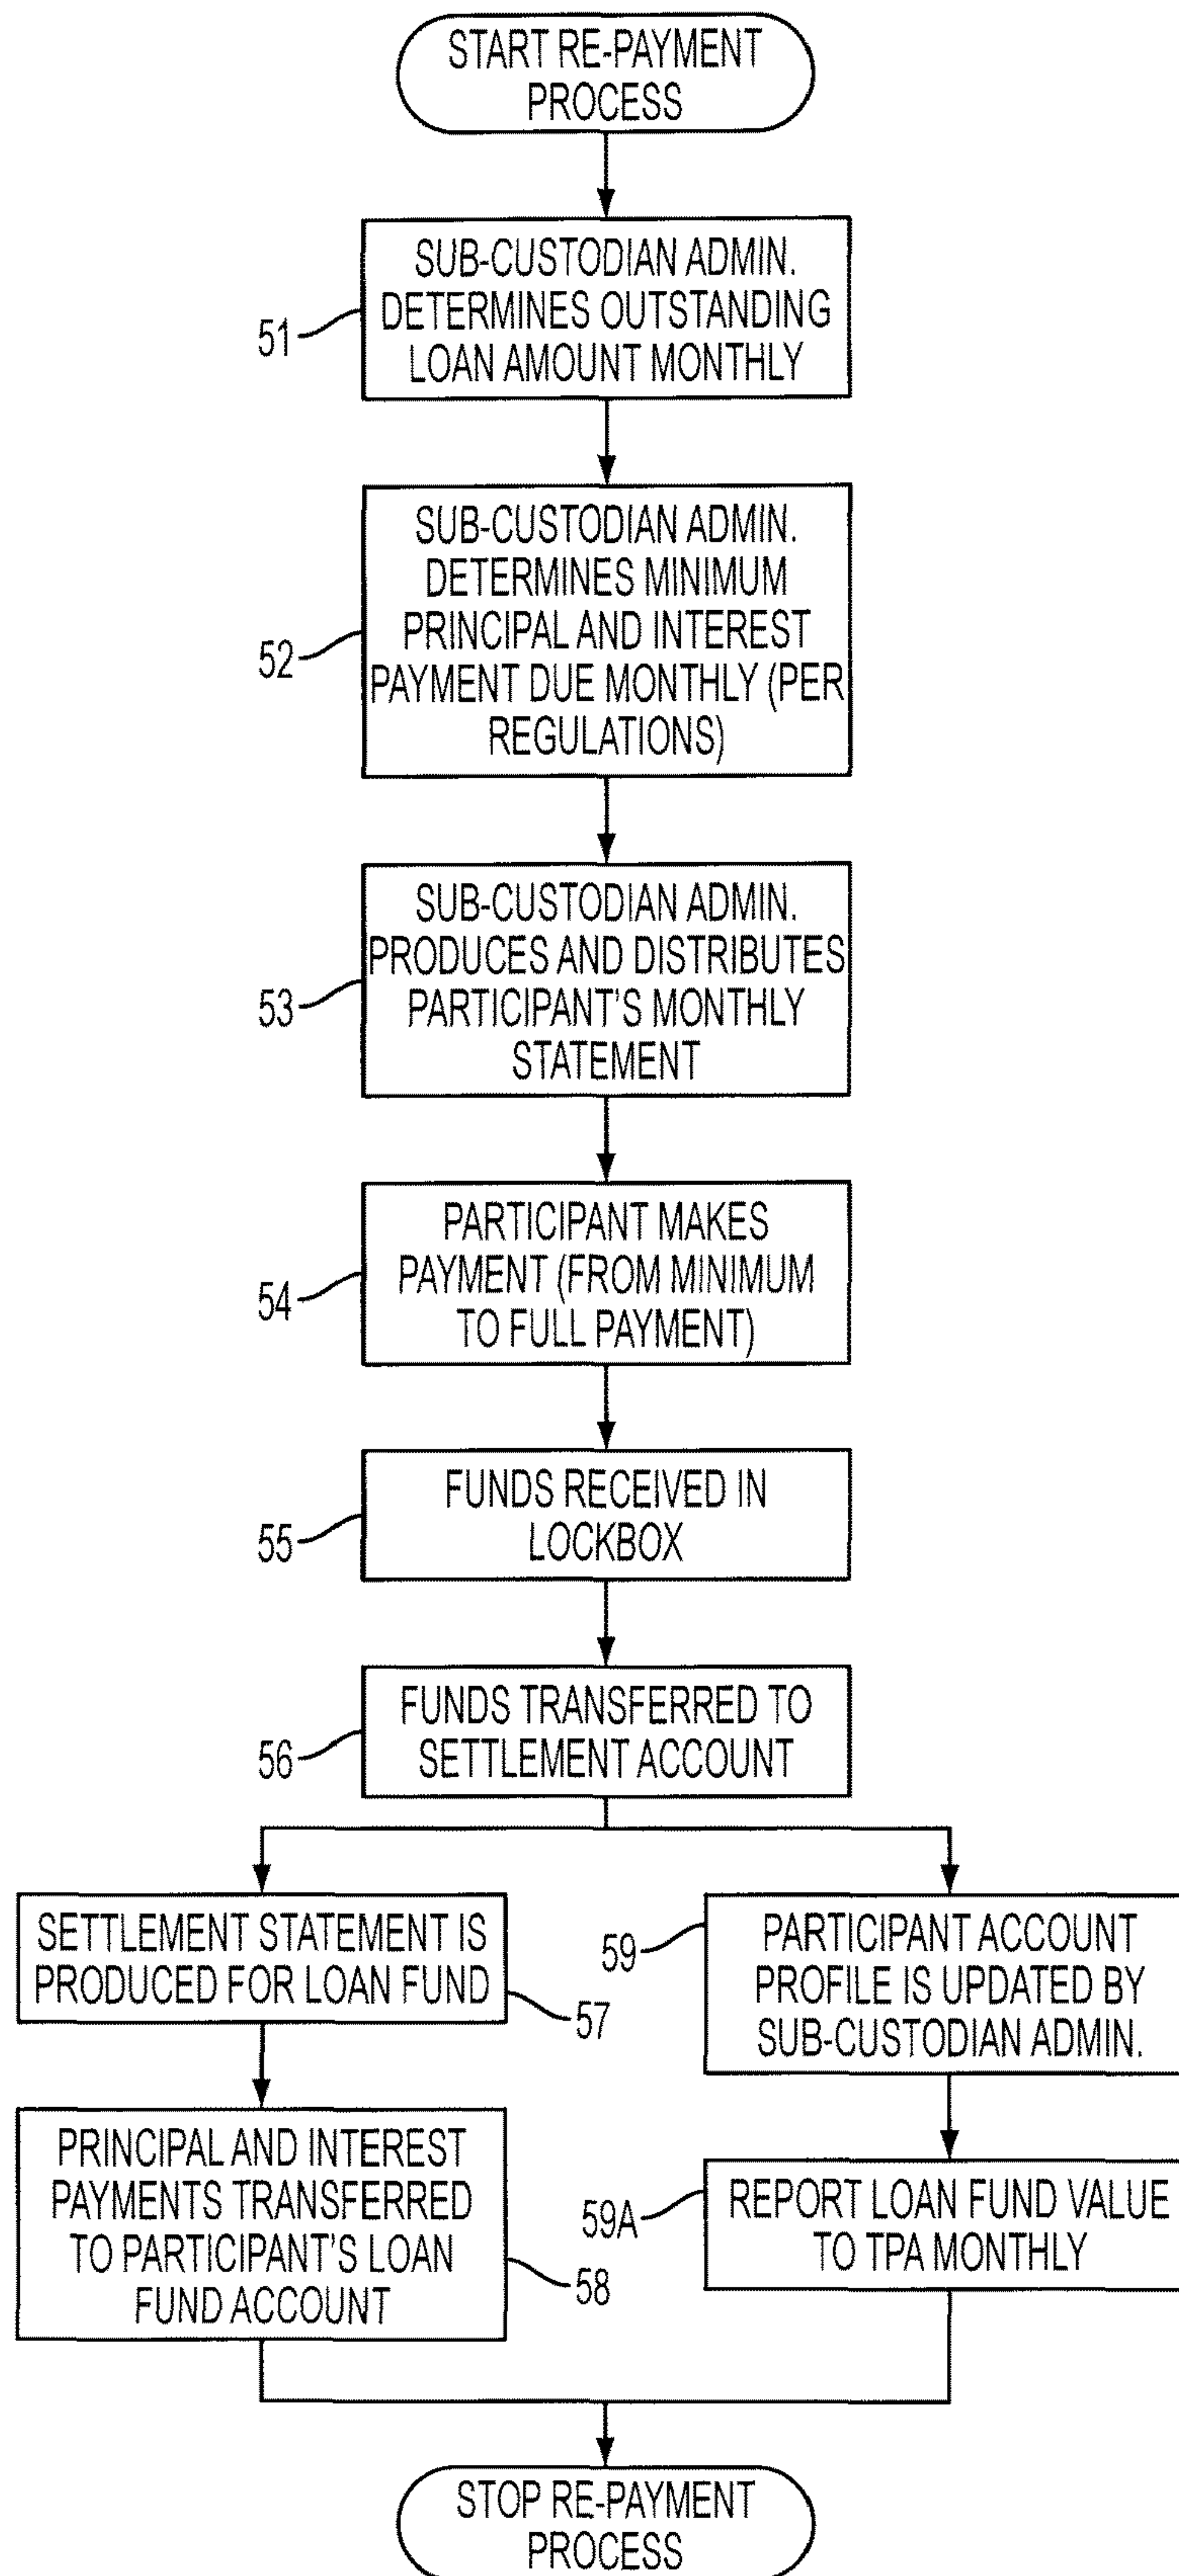 START RE-PAYMENT
PROCESS
SUB-CUSTODIAN ADMIN.
DETERMINES OUTSTANDING
LOAN AMOUNT MONTHLY
51
SUB-CUSTODIAN ADMIN.
DETERMINES MINIMUM
PRINCIPAL AND INTEREST
PAYMENT DUE MONTHLY (PER
REGULATIONS)
52
SUB-CUSTODIAN ADMIN.
PRODUCES AND DISTRIBUTES
PARTICIPANT'S MONTHLY
STATEMENT
53
PARTICIPANT MAKES
PAYMENT (FROM MINIMUM
TO FULL PAYMENT)
54
FUNDS RECEIVED IN
LOCKBOX
55
FUNDS TRANSFERRED TO
SETTLEMENT ACCOUNT
56
SETTLEMENT STATEMENT IS
PRODUCED FOR LOAN FUND
57
PRINCIPAL AND INTEREST
PAYMENTS TRANSFERRED
TO PARTICIPANT'S LOAN
FUND ACCOUNT
58
59
PARTICIPANT ACCOUNT
PROFILE IS UPDATED BY
SUB-CUSTODIAN ADMIN.
59A
REPORT LOAN FUND VALUE
TO TPA MONTHLY
STOP RE-PAYMENT
PROCESS